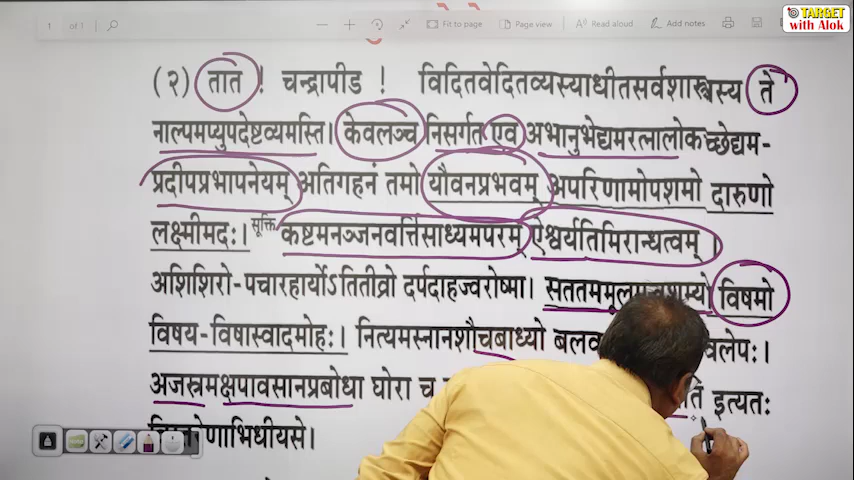 TARGET
with Alok
1 of 1
Fit to page
Page view
Read aloud
Add notes
(२) तात ! चन्द्रापीड ! विदितवेदितव्यस्याधीतसर्वशास्त्रस्य ते
नाल्पमप्युपदेष्टव्यमस्ति। केवलञ्च निसर्गत एव अभानुभेद्यमरत्नालोकच्छेद्यम-
प्रदीपप्रभापनेयम् अतिगहनं तमो यौवनप्रभवम् अपरिणामोपशमो दारुणो
लक्ष्मीमदः। सूक्ति कष्टमनञ्जनवर्त्तिसाध्यमपरम् ऐश्वर्यतिमिरान्धत्वम् ।
अशिशिरो-पचारहार्योऽतितीव्रो दर्पदाहज्वरोष्मा। सततममूलमन्त्रशम्यो विषमो
विषय-विषास्वादमोहः। नित्यमस्नानशौचबाध्यो वलेपः।
अजस्रमक्षपावसानप्रबोधा घोरा च इत्यतः
णाभिधीयसे।